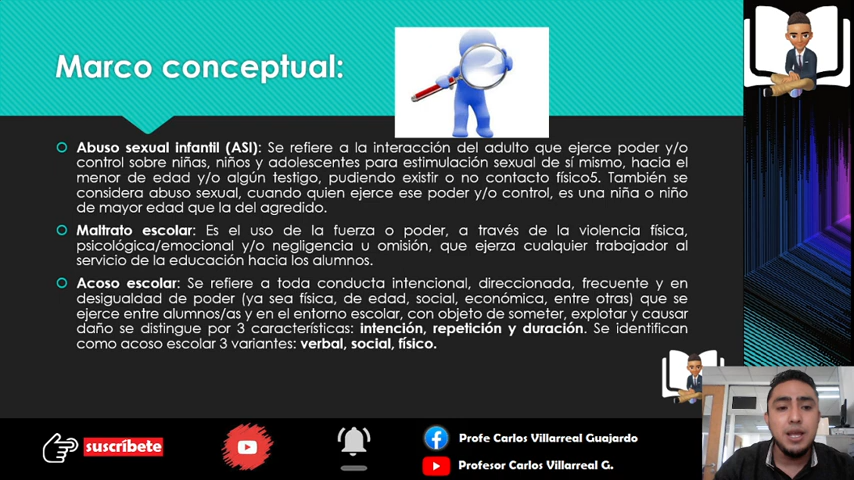 Marco conceptual:
Abuso sexual infantil (ASI): Se refiere a la interacción del adulto que ejerce poder y/o
control sobre niñas, niños y adolescentes para estimulación sexual de sí mismo, hacia el
menor de edad y/o algún testigo, pudiendo existir o no contacto físico5. También se
considera abuso sexual, cuando quien ejerce ese poder y/o control, es una niña o niño
de mayor edad que la del agredido.
Maltrato escolar: Es el uso de la fuerza o poder, a través de la violencia física,
psicológica/emocional y/o negligencia u omisión, que ejerza cualquier trabajador al
servicio de la educación hacia los alumnos.
Acoso escolar: Se refiere a toda conducta intencional, direccionada, frecuente y en
desigualdad de poder (ya sea física, de edad, social, económica, entre otras) que se
ejerce entre alumnos/as y en el entorno escolar, con objeto de someter, explotar y causar
daño se distingue por 3 características: intención, repetición y duración. Se identifican
como acoso escolar 3 variantes: verbal, social, físico.
suscríbete
Profe Carlos Villarreal Guajardo
Profesor Carlos Villarreal G.